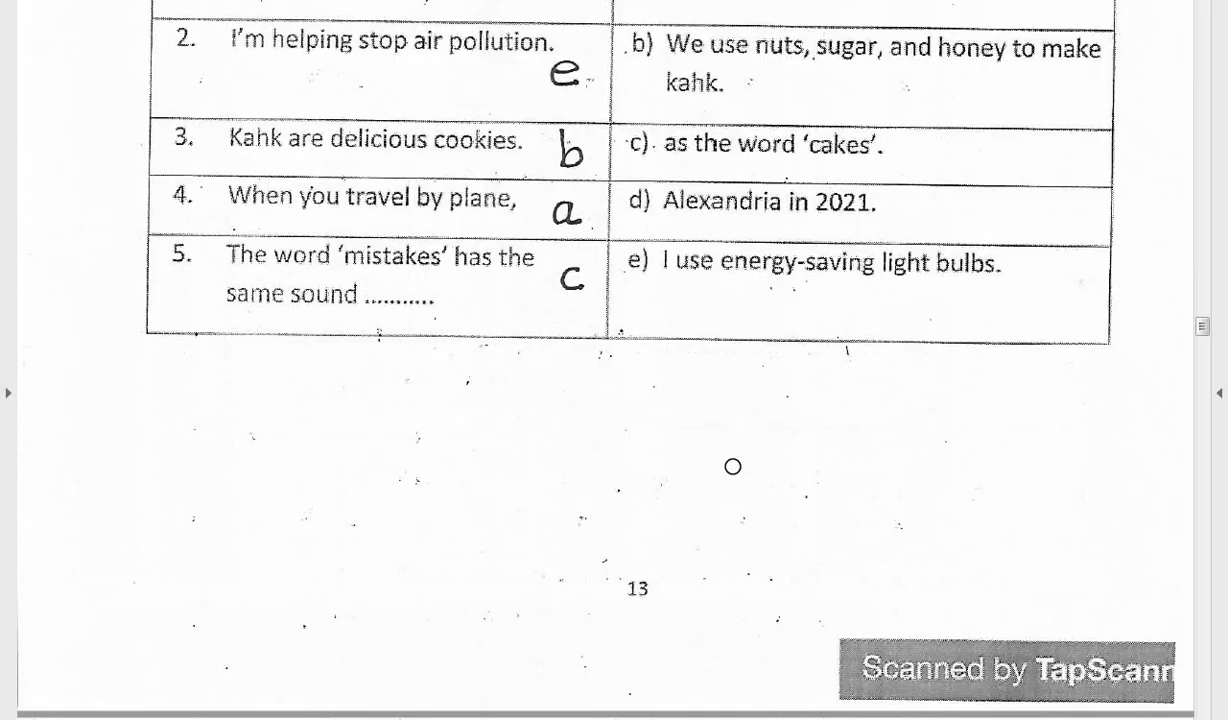 2. I'm helping stop air pollution.
e
b) We use nuts, sugar, and honey to make
kahk.
3. Kahk are delicious cookies.
b
c) as the word 'cakes'.
4. When you travel by plane,
a
d) Alexandria in 2021.
5. The word 'mistakes' has the
same sound ...........
c
e) I use energy-saving light bulbs.
13
Scanned by TapScann